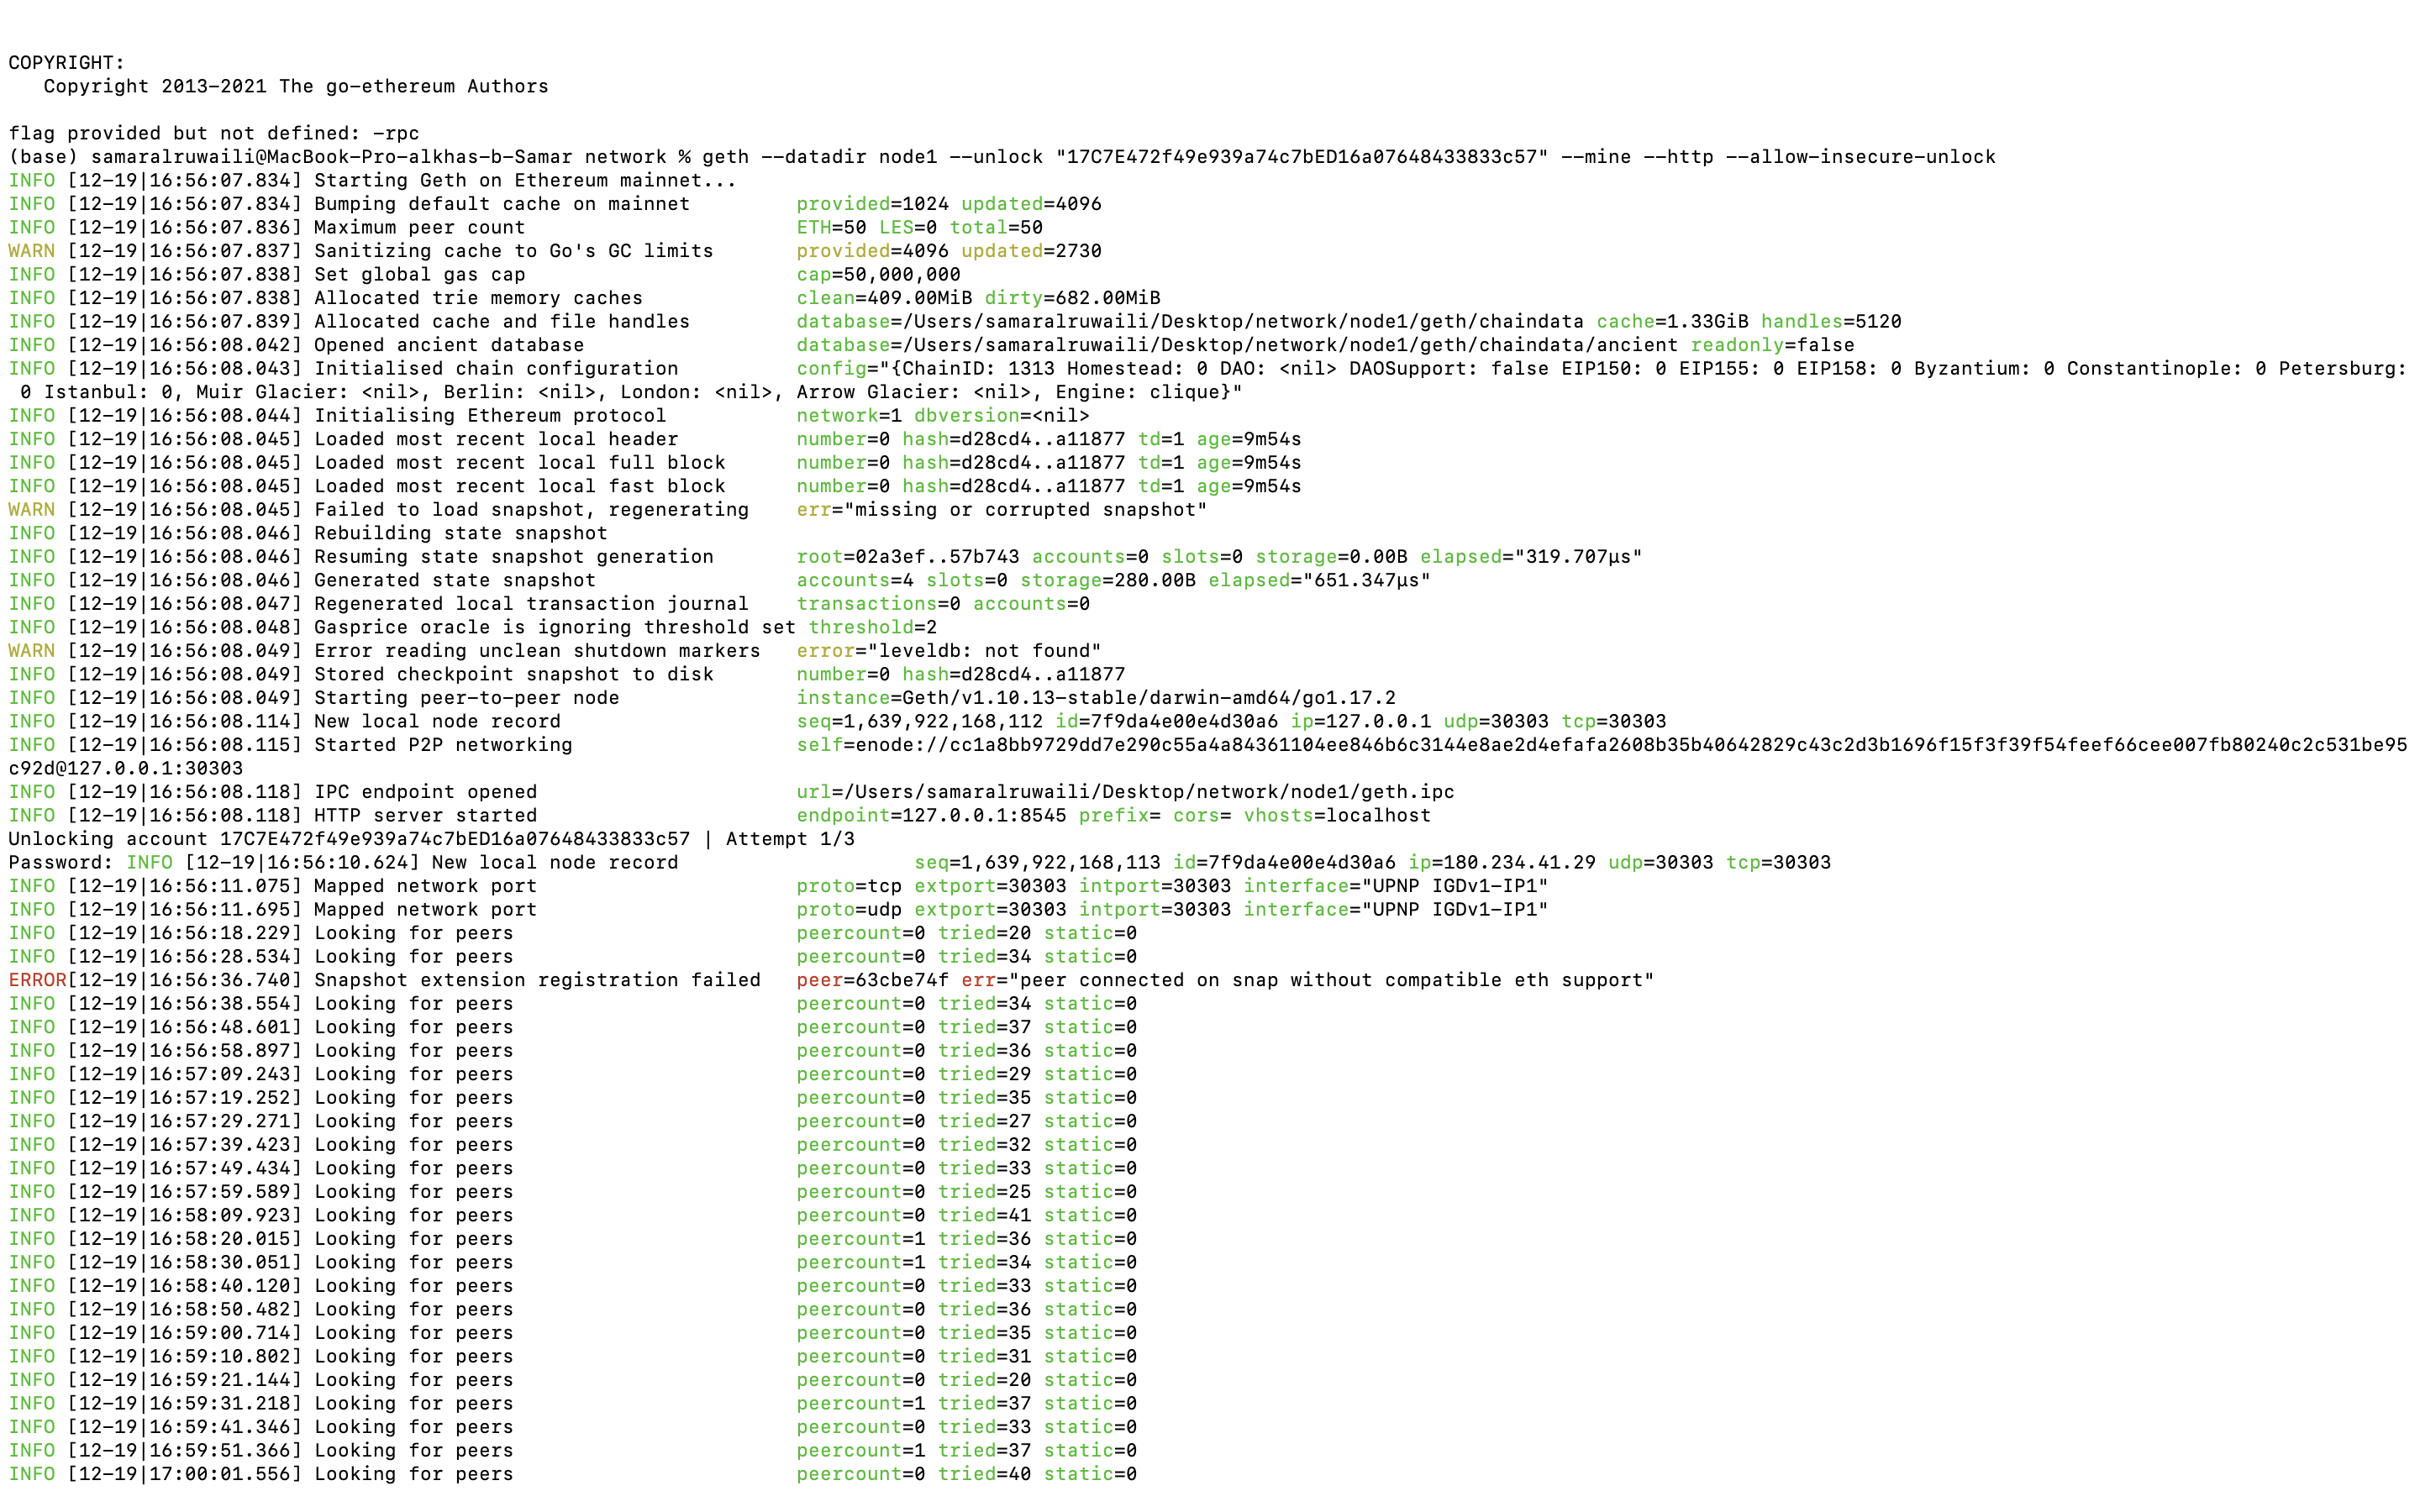 COPYRIGHT:
   Copyright 2013-2021 The go-ethereum Authors
flag provided but not defined: -rpc
(base) samaralruwaili@MacBook-Pro-alkhas-b-Samar network % geth --datadir node1 --unlock "17C7E472f49e939a74c7bED16a07648433833c57" --mine --http --allow-insecure-unlock
INFO [12-19|16:56:07.834] Starting Geth on Ethereum mainnet...
INFO [12-19|16:56:07.834] Bumping default cache on mainnet         provided=1024 updated=4096
INFO [12-19|16:56:07.836] Maximum peer count                       ETH=50 LES=0 total=50
WARN [12-19|16:56:07.837] Sanitizing cache to Go's GC limits       provided=4096 updated=2730
INFO [12-19|16:56:07.838] Set global gas cap                       cap=50,000,000
INFO [12-19|16:56:07.838] Allocated trie memory caches             clean=409.00MiB dirty=682.00MiB
INFO [12-19|16:56:07.839] Allocated cache and file handles         database=/Users/samaralruwaili/Desktop/network/node1/geth/chaindata cache=1.33GiB handles=5120
INFO [12-19|16:56:08.042] Opened ancient database                  database=/Users/samaralruwaili/Desktop/network/node1/geth/chaindata/ancient readonly=false
INFO [12-19|16:56:08.043] Initialised chain configuration          config="{ChainID: 1313 Homestead: 0 DAO: <nil> DAOSupport: false EIP150: 0 EIP155: 0 EIP158: 0 Byzantium: 0 Constantinople: 0 Petersburg:
 0 Istanbul: 0, Muir Glacier: <nil>, Berlin: <nil>, London: <nil>, Arrow Glacier: <nil>, Engine: clique}"
INFO [12-19|16:56:08.044] Initialising Ethereum protocol           network=1 dbversion=<nil>
INFO [12-19|16:56:08.045] Loaded most recent local header          number=0 hash=d28cd4..a11877 td=1 age=9m54s
INFO [12-19|16:56:08.045] Loaded most recent local full block      number=0 hash=d28cd4..a11877 td=1 age=9m54s
INFO [12-19|16:56:08.045] Loaded most recent local fast block      number=0 hash=d28cd4..a11877 td=1 age=9m54s
WARN [12-19|16:56:08.045] Failed to load snapshot, regenerating    err="missing or corrupted snapshot"
INFO [12-19|16:56:08.046] Rebuilding state snapshot
INFO [12-19|16:56:08.046] Resuming state snapshot generation       root=02a3ef..57b743 accounts=0 slots=0 storage=0.00B elapsed="319.707µs"
INFO [12-19|16:56:08.046] Generated state snapshot                 accounts=4 slots=0 storage=280.00B elapsed="651.347µs"
INFO [12-19|16:56:08.047] Regenerated local transaction journal    transactions=0 accounts=0
INFO [12-19|16:56:08.048] Gasprice oracle is ignoring threshold set threshold=2
WARN [12-19|16:56:08.049] Error reading unclean shutdown markers   error="leveldb: not found"
INFO [12-19|16:56:08.049] Stored checkpoint snapshot to disk       number=0 hash=d28cd4..a11877
INFO [12-19|16:56:08.049] Starting peer-to-peer node               instance=Geth/v1.10.13-stable/darwin-amd64/go1.17.2
INFO [12-19|16:56:08.114] New local node record                    seq=1,639,922,168,112 id=7f9da4e00e4d30a6 ip=127.0.0.1 udp=30303 tcp=30303
INFO [12-19|16:56:08.115] Started P2P networking                   self=enode://cc1a8bb9729dd7e290c55a4a84361104ee846b6c3144e8ae2d4efafa2608b35b40642829c43c2d3b1696f15f3f39f54feef66cee007fb80240c2c531be95
c92d@127.0.0.1:30303
INFO [12-19|16:56:08.118] IPC endpoint opened                      url=/Users/samaralruwaili/Desktop/network/node1/geth.ipc
INFO [12-19|16:56:08.118] HTTP server started                      endpoint=127.0.0.1:8545 prefix= cors= vhosts=localhost
Unlocking account 17C7E472f49e939a74c7bED16a07648433833c57 | Attempt 1/3
Password: INFO [12-19|16:56:10.624] New local node record                    seq=1,639,922,168,113 id=7f9da4e00e4d30a6 ip=180.234.41.29 udp=30303 tcp=30303
INFO [12-19|16:56:11.075] Mapped network port                      proto=tcp extport=30303 intport=30303 interface="UPNP IGDv1-IP1"
INFO [12-19|16:56:11.695] Mapped network port                      proto=udp extport=30303 intport=30303 interface="UPNP IGDv1-IP1"
INFO [12-19|16:56:18.229] Looking for peers                        peercount=0 tried=20 static=0
INFO [12-19|16:56:28.534] Looking for peers                        peercount=0 tried=34 static=0
ERROR[12-19|16:56:36.740] Snapshot extension registration failed   peer=63cbe74f err="peer connected on snap without compatible eth support"
INFO [12-19|16:56:38.554] Looking for peers                        peercount=0 tried=34 static=0
INFO [12-19|16:56:48.601] Looking for peers                        peercount=0 tried=37 static=0
INFO [12-19|16:56:58.897] Looking for peers                        peercount=0 tried=36 static=0
INFO [12-19|16:57:09.243] Looking for peers                        peercount=0 tried=29 static=0
INFO [12-19|16:57:19.252] Looking for peers                        peercount=0 tried=35 static=0
INFO [12-19|16:57:29.271] Looking for peers                        peercount=0 tried=27 static=0
INFO [12-19|16:57:39.423] Looking for peers                        peercount=0 tried=32 static=0
INFO [12-19|16:57:49.434] Looking for peers                        peercount=0 tried=33 static=0
INFO [12-19|16:57:59.589] Looking for peers                        peercount=0 tried=25 static=0
INFO [12-19|16:58:09.923] Looking for peers                        peercount=0 tried=41 static=0
INFO [12-19|16:58:20.015] Looking for peers                        peercount=1 tried=36 static=0
INFO [12-19|16:58:30.051] Looking for peers                        peercount=1 tried=34 static=0
INFO [12-19|16:58:40.120] Looking for peers                        peercount=0 tried=33 static=0
INFO [12-19|16:58:50.482] Looking for peers                        peercount=0 tried=36 static=0
INFO [12-19|16:59:00.714] Looking for peers                        peercount=0 tried=35 static=0
INFO [12-19|16:59:10.802] Looking for peers                        peercount=0 tried=31 static=0
INFO [12-19|16:59:21.144] Looking for peers                        peercount=0 tried=20 static=0
INFO [12-19|16:59:31.218] Looking for peers                        peercount=1 tried=37 static=0
INFO [12-19|16:59:41.346] Looking for peers                        peercount=0 tried=33 static=0
INFO [12-19|16:59:51.366] Looking for peers                        peercount=1 tried=37 static=0
INFO [12-19|17:00:01.556] Looking for peers                        peercount=0 tried=40 static=0